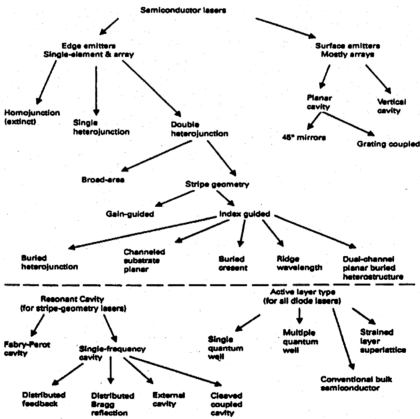 Semiconductor lasers
Edge emitters
Single-element & array
Surface emitters
Mostly arrays
Homojunction
(extinct)
Single
heterojunction
Double
heterojunction
Planar
cavity
Vertical
cavity
45° mirrors
Grating coupled
Broad-area
Stripe geometry
Gain-guided
Index guided
Buried
heterojunction
Channeled
substrate
planar
Buried
cresent
Ridge
wavelength
Dual-channel
planar buried
heterostructure
Resonant Cavity
(for stripe-geometry lasers)
Active layer type
(for all diode lasers)
Fabry-Parot
cavity
Single-frequency
cavity
Single
quantum
well
Multiple
quantum
well
Strained
layer
superlattice
Conventional bulk
semiconductor
Distributed
feedback
Distributed
Bragg
reflection
External
cavity
Cleaved
coupled
cavity